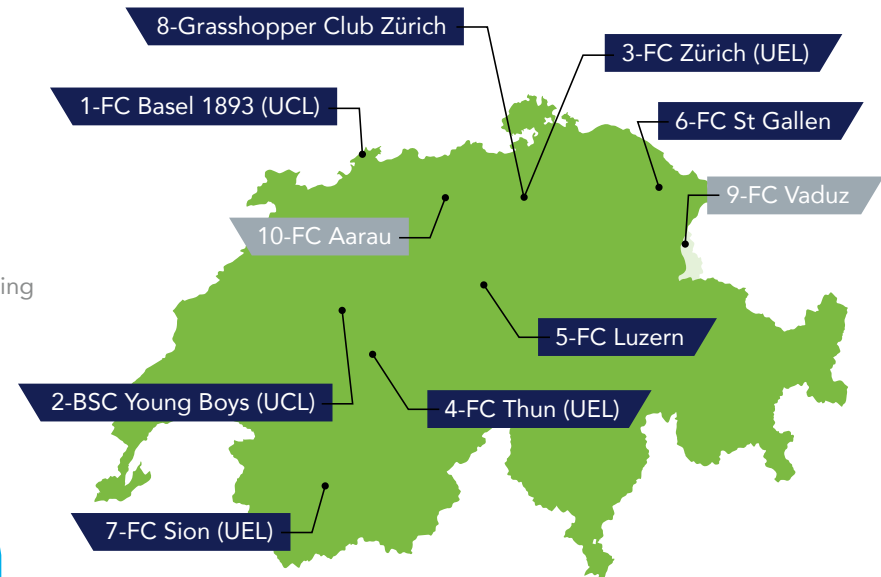 8-Grasshopper Club Zürich
3-FC Zürich (UEL)
1-FC Basel 1893 (UCL)
6-FC St Gallen
9-FC Vaduz
10-FC Aarau
ing
5-FC Luzern
2-BSC Young Boys (UCL)
4-FC Thun (UEL)
7-FC Sion (UEL)